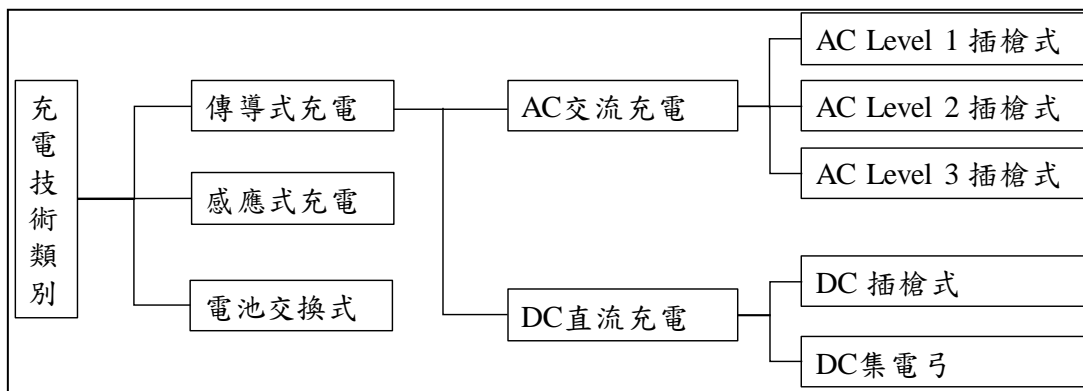 充電技術類別
傳導式充電
感應式充電
電池交換式
AC交流充電
DC直流充電
AC Level 1 插槍式
AC Level 2 插槍式
AC Level 3 插槍式
DC 插槍式
DC集電弓